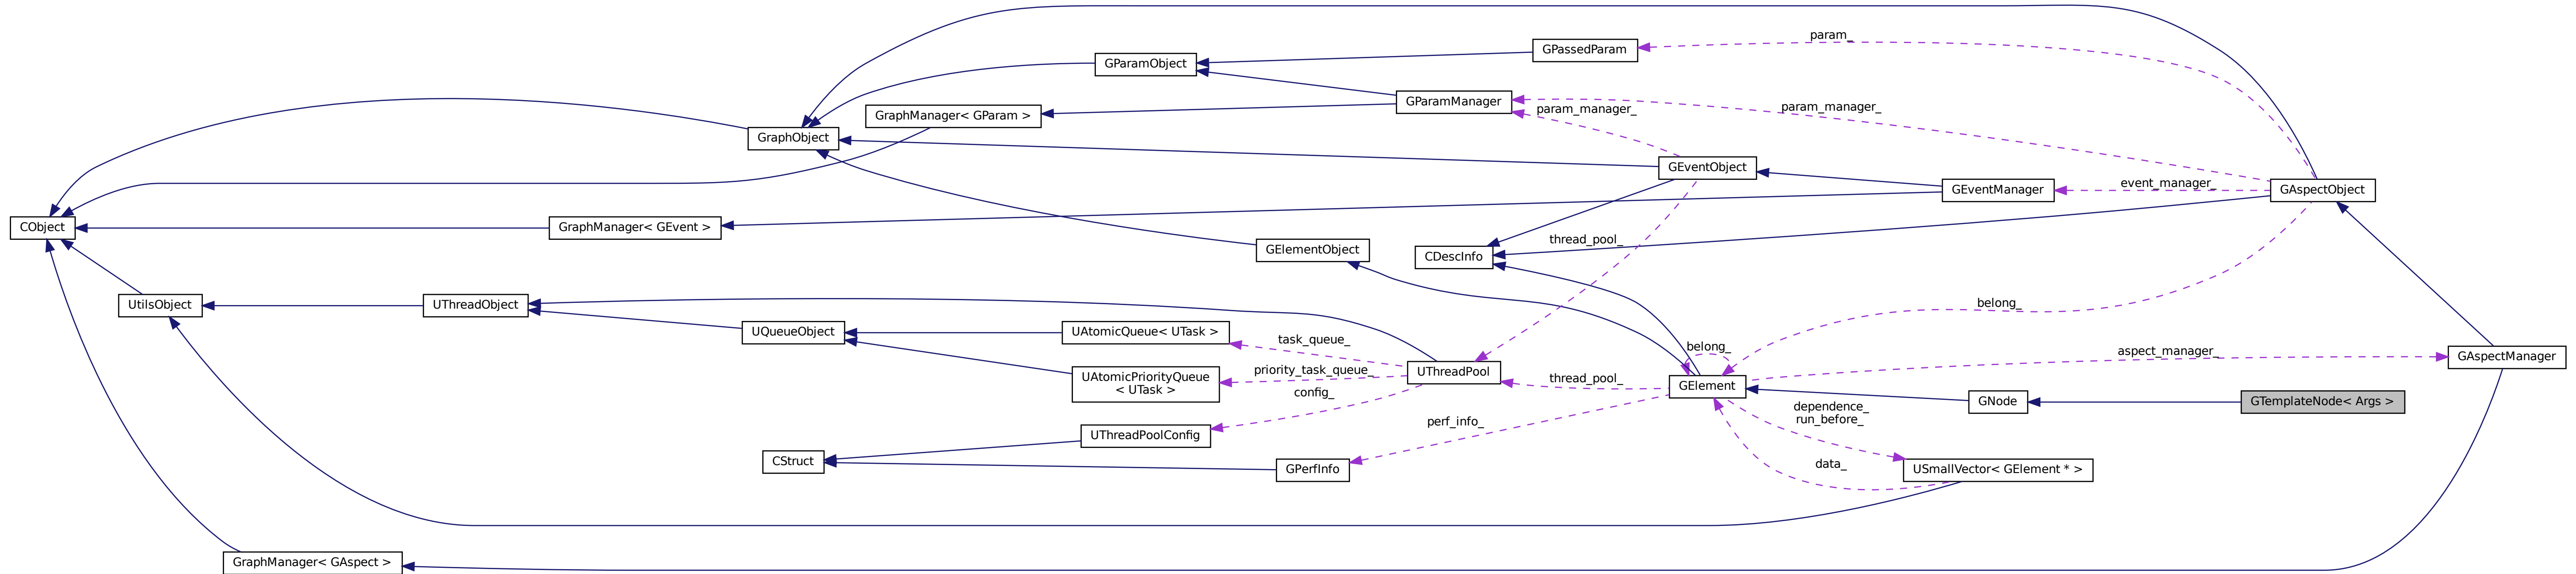 param_
GPassedParam
GParamObject
GParamManager
param_manager_
param_manager_
GraphManager< GParam >
GraphObject
GEventObject
GEventManager
event_manager_
GAspectObject
CObject
GraphManager< GEvent >
GElementObject
CDescInfo
thread_pool_
belong_
UtilsObject
UThreadObject
UQueueObject
UAtomicQueue< UTask >
task_queue_
belong_
aspect_manager_
GAspectManager
UAtomicPriorityQueue
< UTask >
priority_task_queue_
UThreadPool
thread_pool_
GElement
config_
GNode
GTemplateNode< Args >
dependence_
run_before_
perf_info_
UThreadPoolConfig
CStruct
GPerfInfo
data_
USmallVector< GElement * >
GraphManager< GAspect >